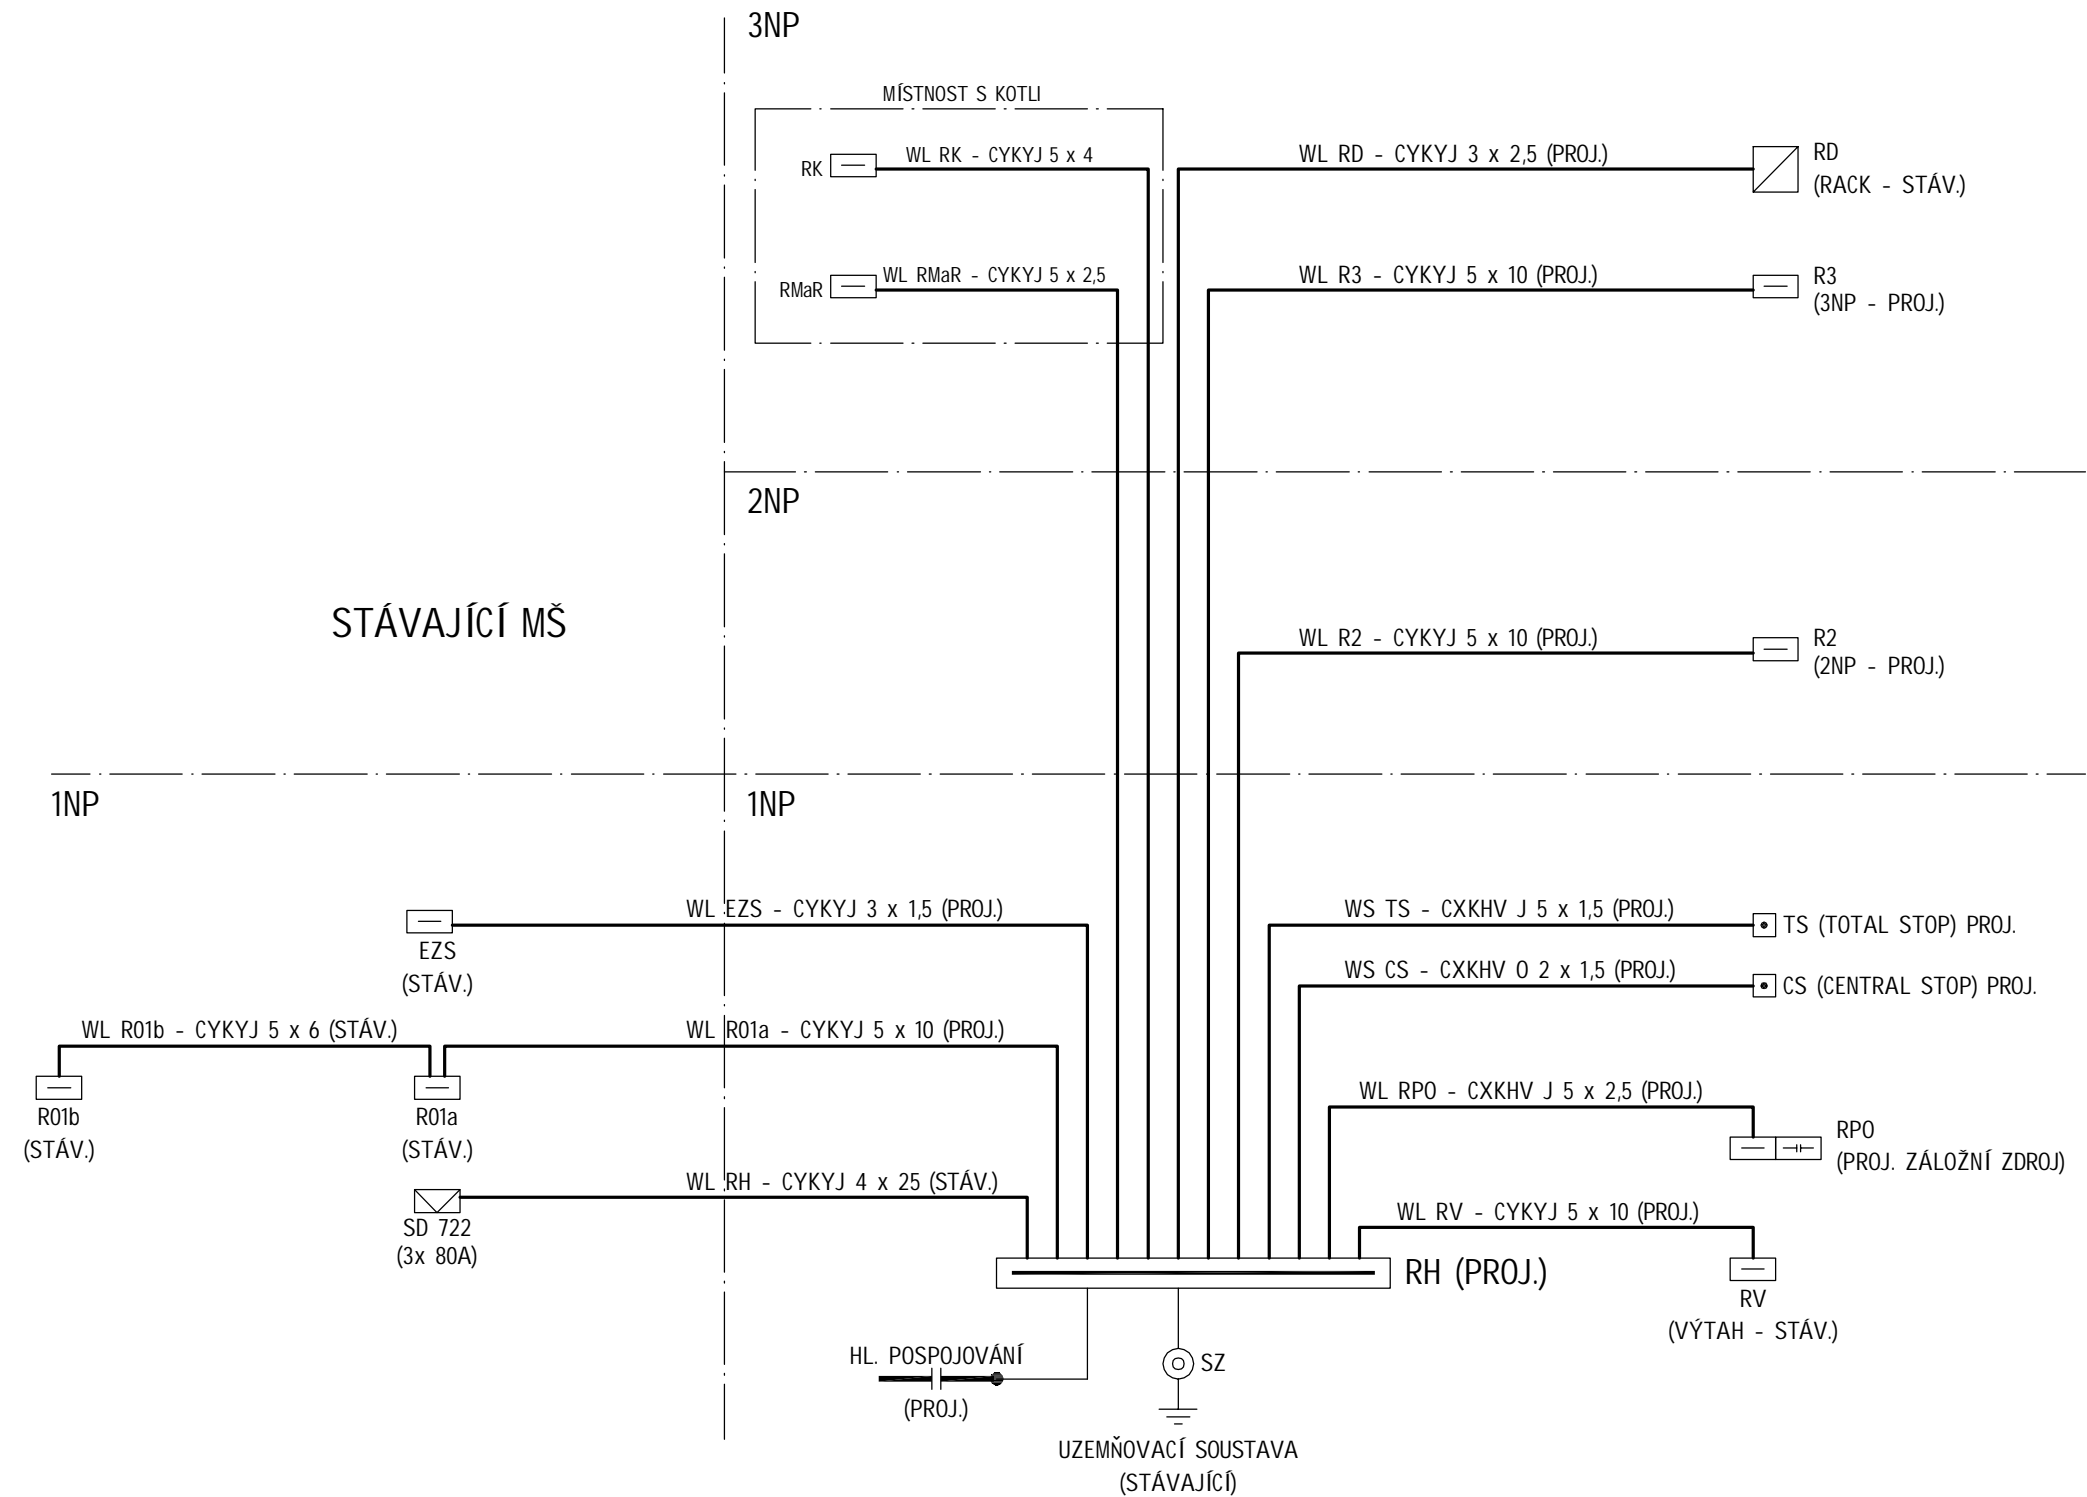 3NP
MÍSTNOST S KOTLI
WL RK - CYKYJ 5 x 4
RK
WL RD - CYKYJ 3 x 2,5 (PROJ.)
RD
(RACK - STÁV.)
WL RMaR - CYKYJ 5 x 2,5
RMaR
WL R3 - CYKYJ 5 x 10 (PROJ.)
R3
(3NP - PROJ.)
2NP
STÁVAJÍCÍ MŠ
WL R2 - CYKYJ 5 x 10 (PROJ.)
R2
(2NP - PROJ.)
1NP
1NP
WL EZS - CYKYJ 3 x 1,5 (PROJ.)
EZS
(STÁV.)
WS TS - CXKHV J 5 x 1,5 (PROJ.)
TS (TOTAL STOP) PROJ.
WS CS - CXKHV O 2 x 1,5 (PROJ.)
CS (CENTRAL STOP) PROJ.
WL R01b - CYKYJ 5 x 6 (STÁV.)
WL R01a - CYKYJ 5 x 10 (PROJ.)
R01b
(STÁV.)
R01a
(STÁV.)
WL RPO - CXKHV J 5 x 2,5 (PROJ.)
RPO
(PROJ. ZÁLOŽNÍ ZDROJ)
WL RH - CYKYJ 4 x 25 (STÁV.)
SD 722
(3x 80A)
WL RV - CYKYJ 5 x 10 (PROJ.)
RH (PROJ.)
RV
(VÝTAH - STÁV.)
HL. POSPOJOVÁNÍ
(PROJ.)
SZ
UZEMŇOVACÍ SOUSTAVA
(STÁVAJÍCÍ)